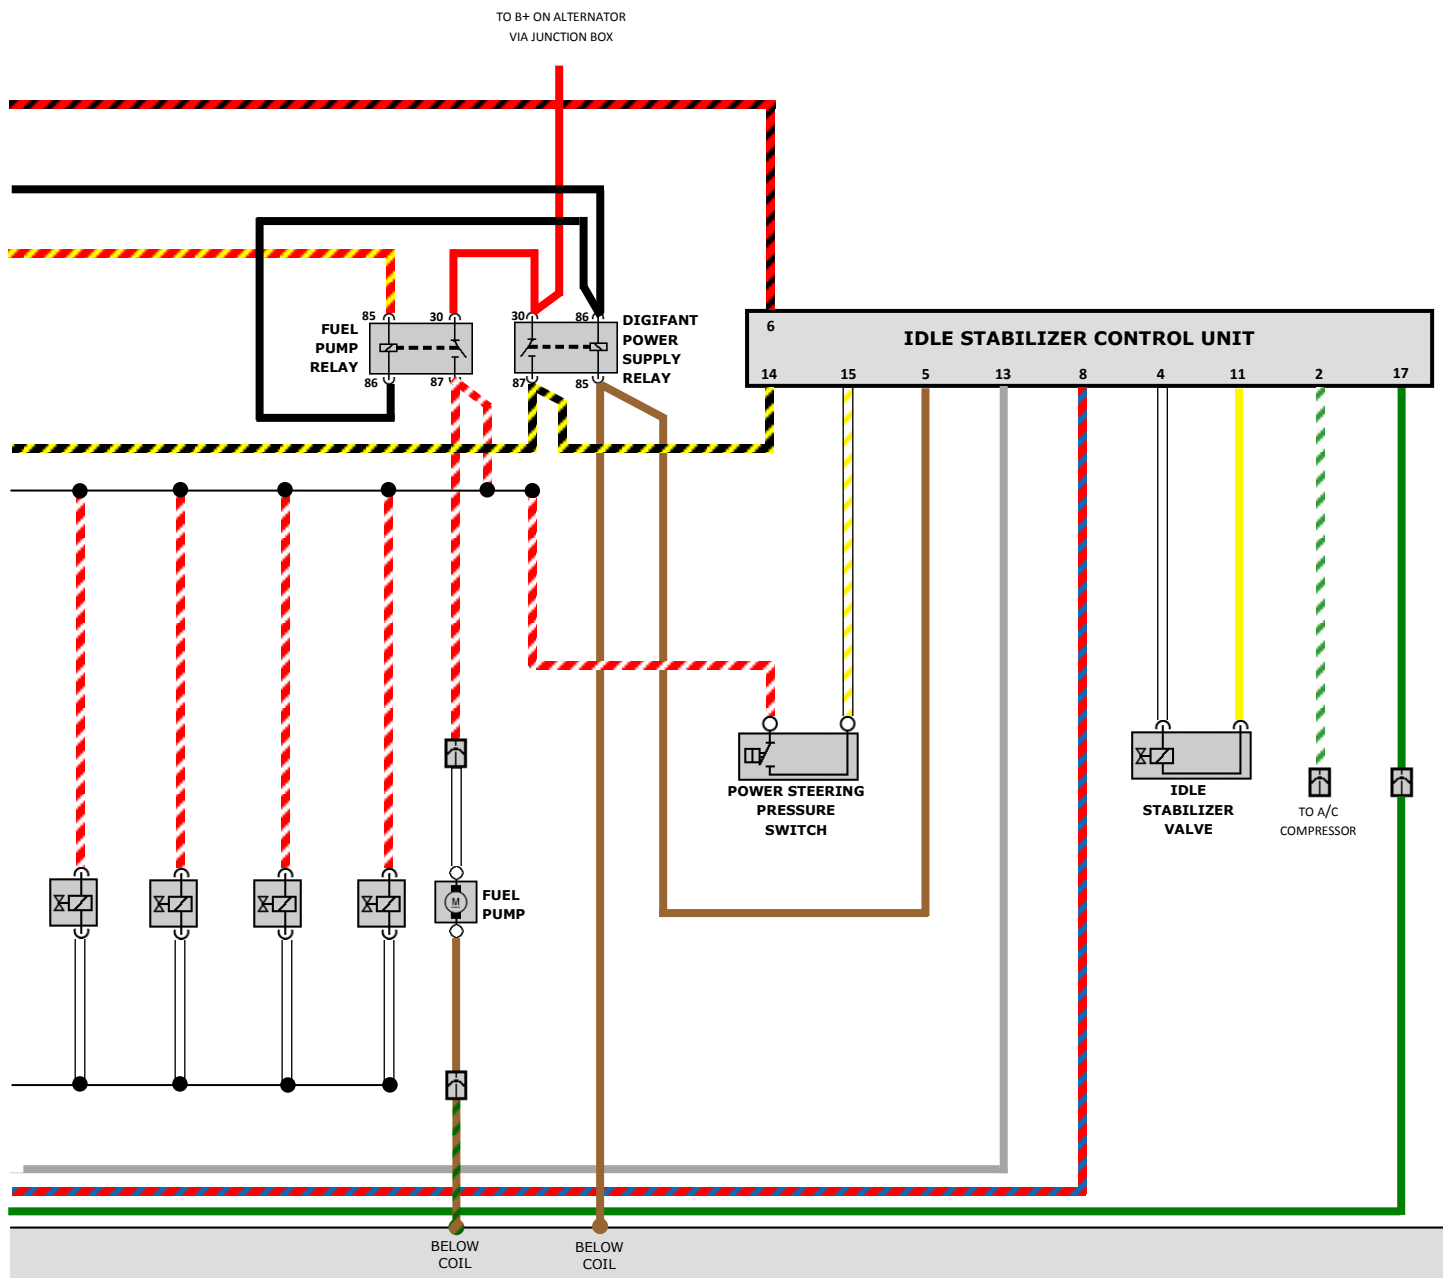 TO B+ ON ALTERNATOR
VIA JUNCTION BOX
85
30
30
86
FUEL
PUMP
RELAY
86
87
87
85
DIGIFANT
POWER
SUPPLY
RELAY
6
IDLE STABILIZER CONTROL UNIT
14
15
5
13
8
4
11
2
17
POWER STEERING
PRESSURE
SWITCH
IDLE
STABILIZER
VALVE
TO A/C
COMPRESSOR
M
FUEL
PUMP
BELOW
COIL
BELOW
COIL